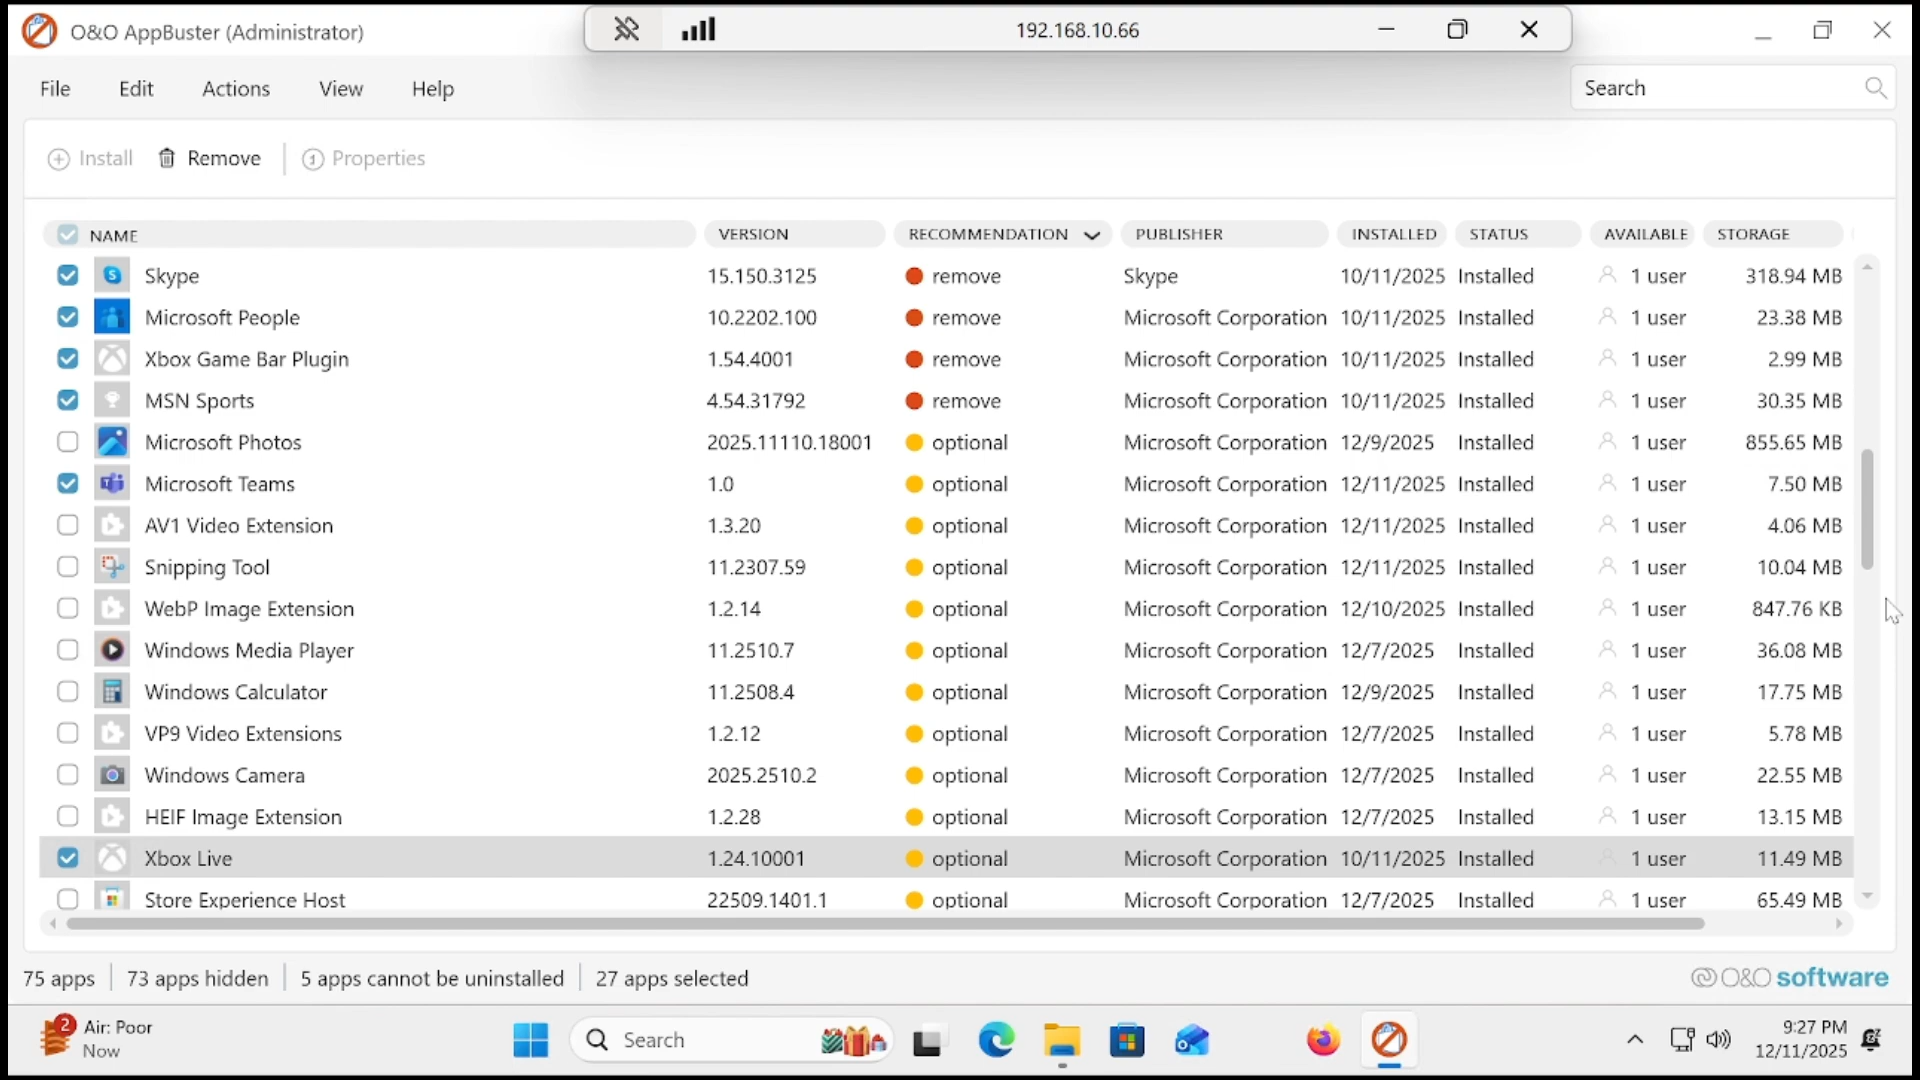 O&O AppBuster (Administrator)
192.168.10.66
File Edit Actions View Help
Search
Install Remove Properties
NAME VERSION RECOMMENDATION PUBLISHER INSTALLED STATUS AVAILABLE STORAGE
Skype 15.150.3125 remove Skype 10/11/2025 Installed 1 user 318.94 MB
Microsoft People 10.2202.100 remove Microsoft Corporation 10/11/2025 Installed 1 user 23.38 MB
Xbox Game Bar Plugin 1.54.4001 remove Microsoft Corporation 10/11/2025 Installed 1 user 2.99 MB
MSN Sports 4.54.31792 remove Microsoft Corporation 10/11/2025 Installed 1 user 30.35 MB
Microsoft Photos 2025.11110.18001 optional Microsoft Corporation 12/9/2025 Installed 1 user 855.65 MB
Microsoft Teams 1.0 optional Microsoft Corporation 12/11/2025 Installed 1 user 7.50 MB
AV1 Video Extension 1.3.20 optional Microsoft Corporation 12/11/2025 Installed 1 user 4.06 MB
Snipping Tool 11.2307.59 optional Microsoft Corporation 12/11/2025 Installed 1 user 10.04 MB
WebP Image Extension 1.2.14 optional Microsoft Corporation 12/10/2025 Installed 1 user 847.76 KB
Windows Media Player 11.2510.7 optional Microsoft Corporation 12/7/2025 Installed 1 user 36.08 MB
Windows Calculator 11.2508.4 optional Microsoft Corporation 12/9/2025 Installed 1 user 17.75 MB
VP9 Video Extensions 1.2.12 optional Microsoft Corporation 12/7/2025 Installed 1 user 5.78 MB
Windows Camera 2025.2510.2 optional Microsoft Corporation 12/7/2025 Installed 1 user 22.55 MB
HEIF Image Extension 1.2.28 optional Microsoft Corporation 12/7/2025 Installed 1 user 13.15 MB
Xbox Live 1.24.10001 optional Microsoft Corporation 10/11/2025 Installed 1 user 11.49 MB
Store Experience Host 22509.1401.1 optional Microsoft Corporation 12/7/2025 Installed 1 user 65.49 MB
75 apps 73 apps hidden 5 apps cannot be uninstalled 27 apps selected
O&O software
2 Air: Poor
Now
Search
9:27 PM
12/11/2025